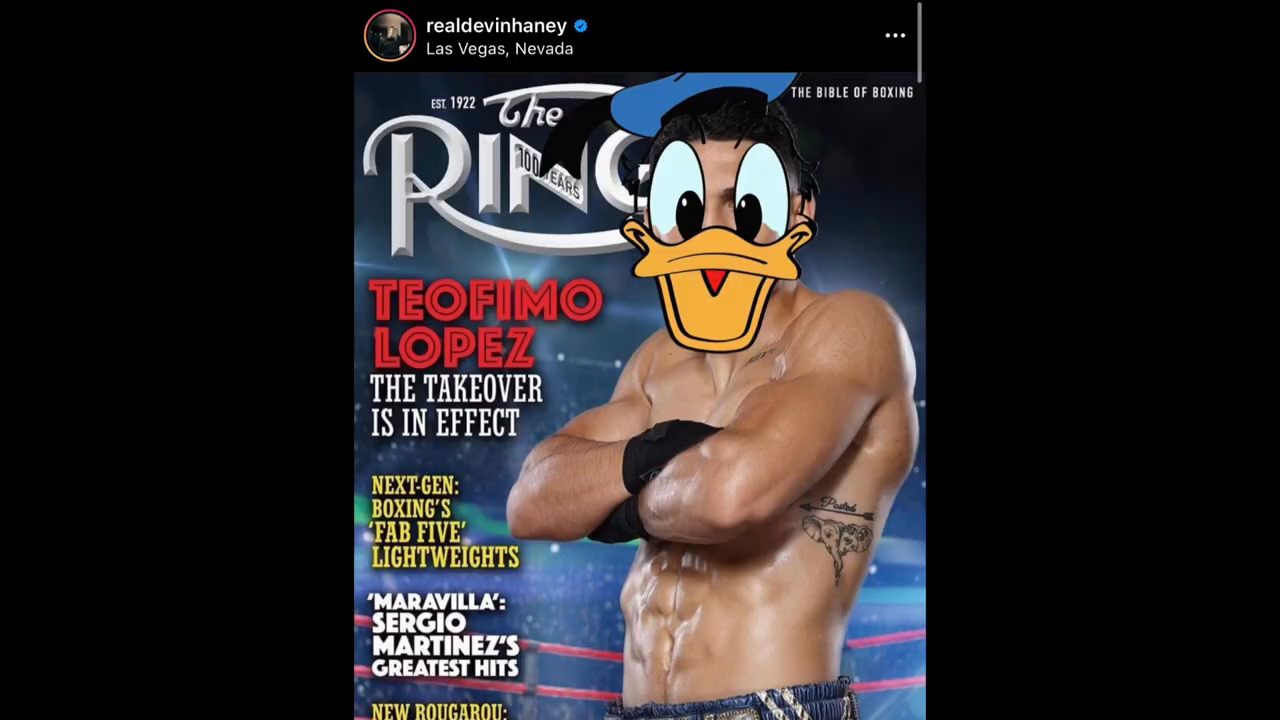 realdevinhaney
Las Vegas, Nevada
THE BIBLE OF BOXING
EST. 1922
The
RING
100 YEARS
TEOFIMO
LOPEZ
THE TAKEOVER
IS IN EFFECT
NEXT-GEN:
BOXING'S
'FAB FIVE'
LIGHTWEIGHTS
'MARAVILLA':
SERGIO
MARTINEZ'S
GREATEST HITS
NEW ROUGAROU: